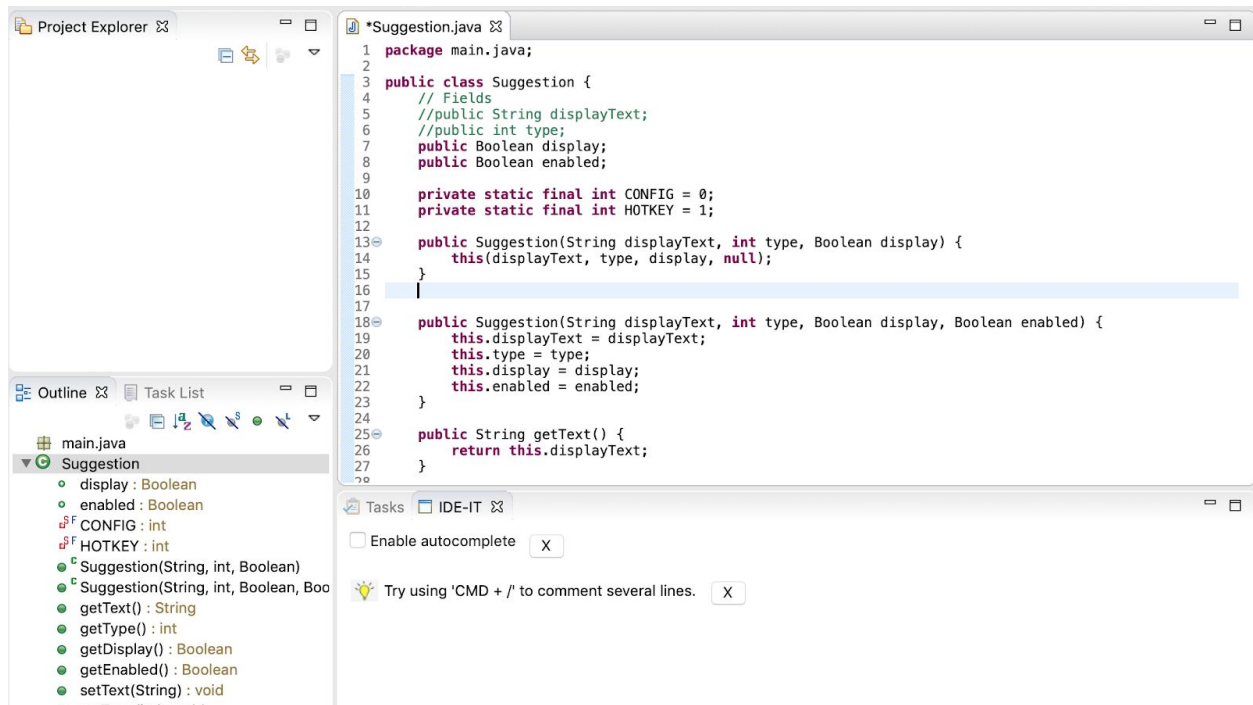 Project Explorer
*Suggestion.java
1 package main.java;
2
3 public class Suggestion {
4     // Fields
5     //public String displayText;
6     //public int type;
7     public Boolean display;
8     public Boolean enabled;
9
10     private static final int CONFIG = 0;
11     private static final int HOTKEY = 1;
12
13     public Suggestion(String displayText, int type, Boolean display) {
14         this(displayText, type, display, null);
15     }
16
17
18     public Suggestion(String displayText, int type, Boolean display, Boolean enabled) {
19         this.displayText = displayText;
20         this.type = type;
21         this.display = display;
22         this.enabled = enabled;
23     }
24
25     public String getText() {
26         return this.displayText;
27     }
28
Outline Task List
main.java
Suggestion
display : Boolean
enabled : Boolean
CONFIG : int
HOTKEY : int
Suggestion(String, int, Boolean)
Suggestion(String, int, Boolean, Boo
getText() : String
getType() : int
getDisplay() : Boolean
getEnabled() : Boolean
setText(String) : void
Tasks IDE-IT
Enable autocomplete X
Try using 'CMD + /' to comment several lines. X